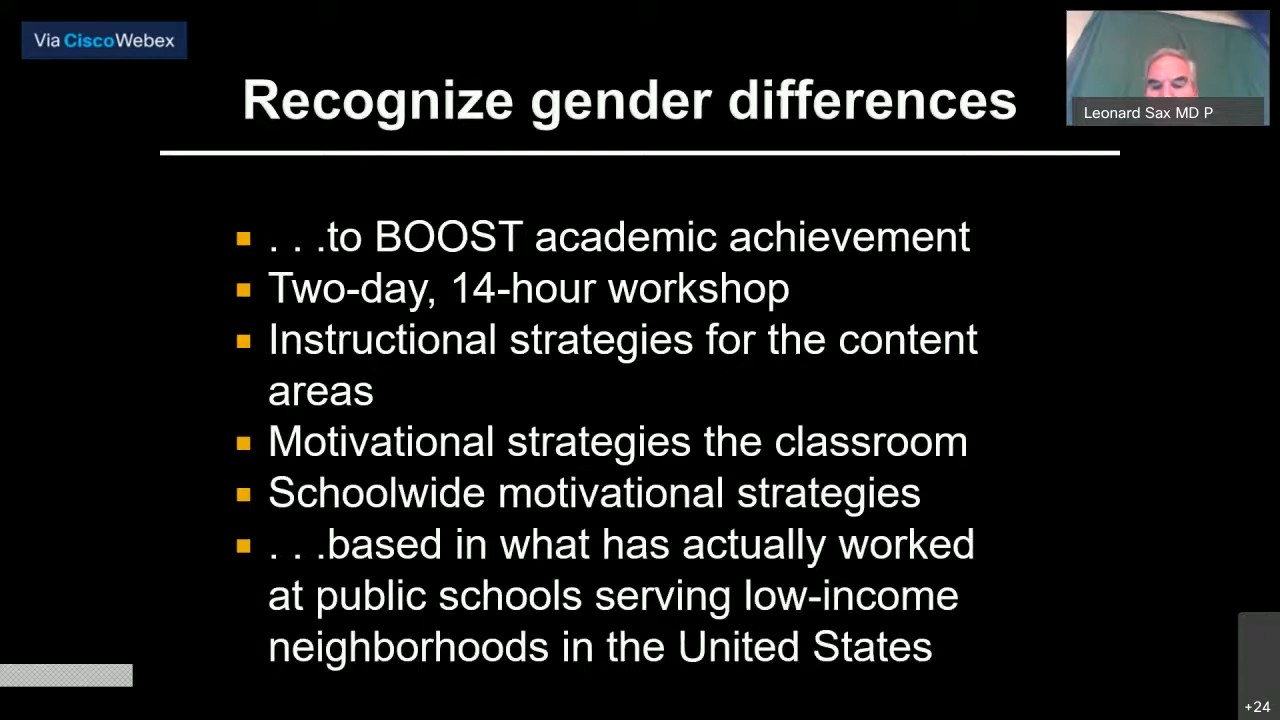 Via CiscoWebex
Recognize gender differences
Leonard Sax MD P
. . .to BOOST academic achievement
Two-day, 14-hour workshop
Instructional strategies for the content
areas
Motivational strategies the classroom
Schoolwide motivational strategies
. . .based in what has actually worked
at public schools serving low-income
neighborhoods in the United States
+24